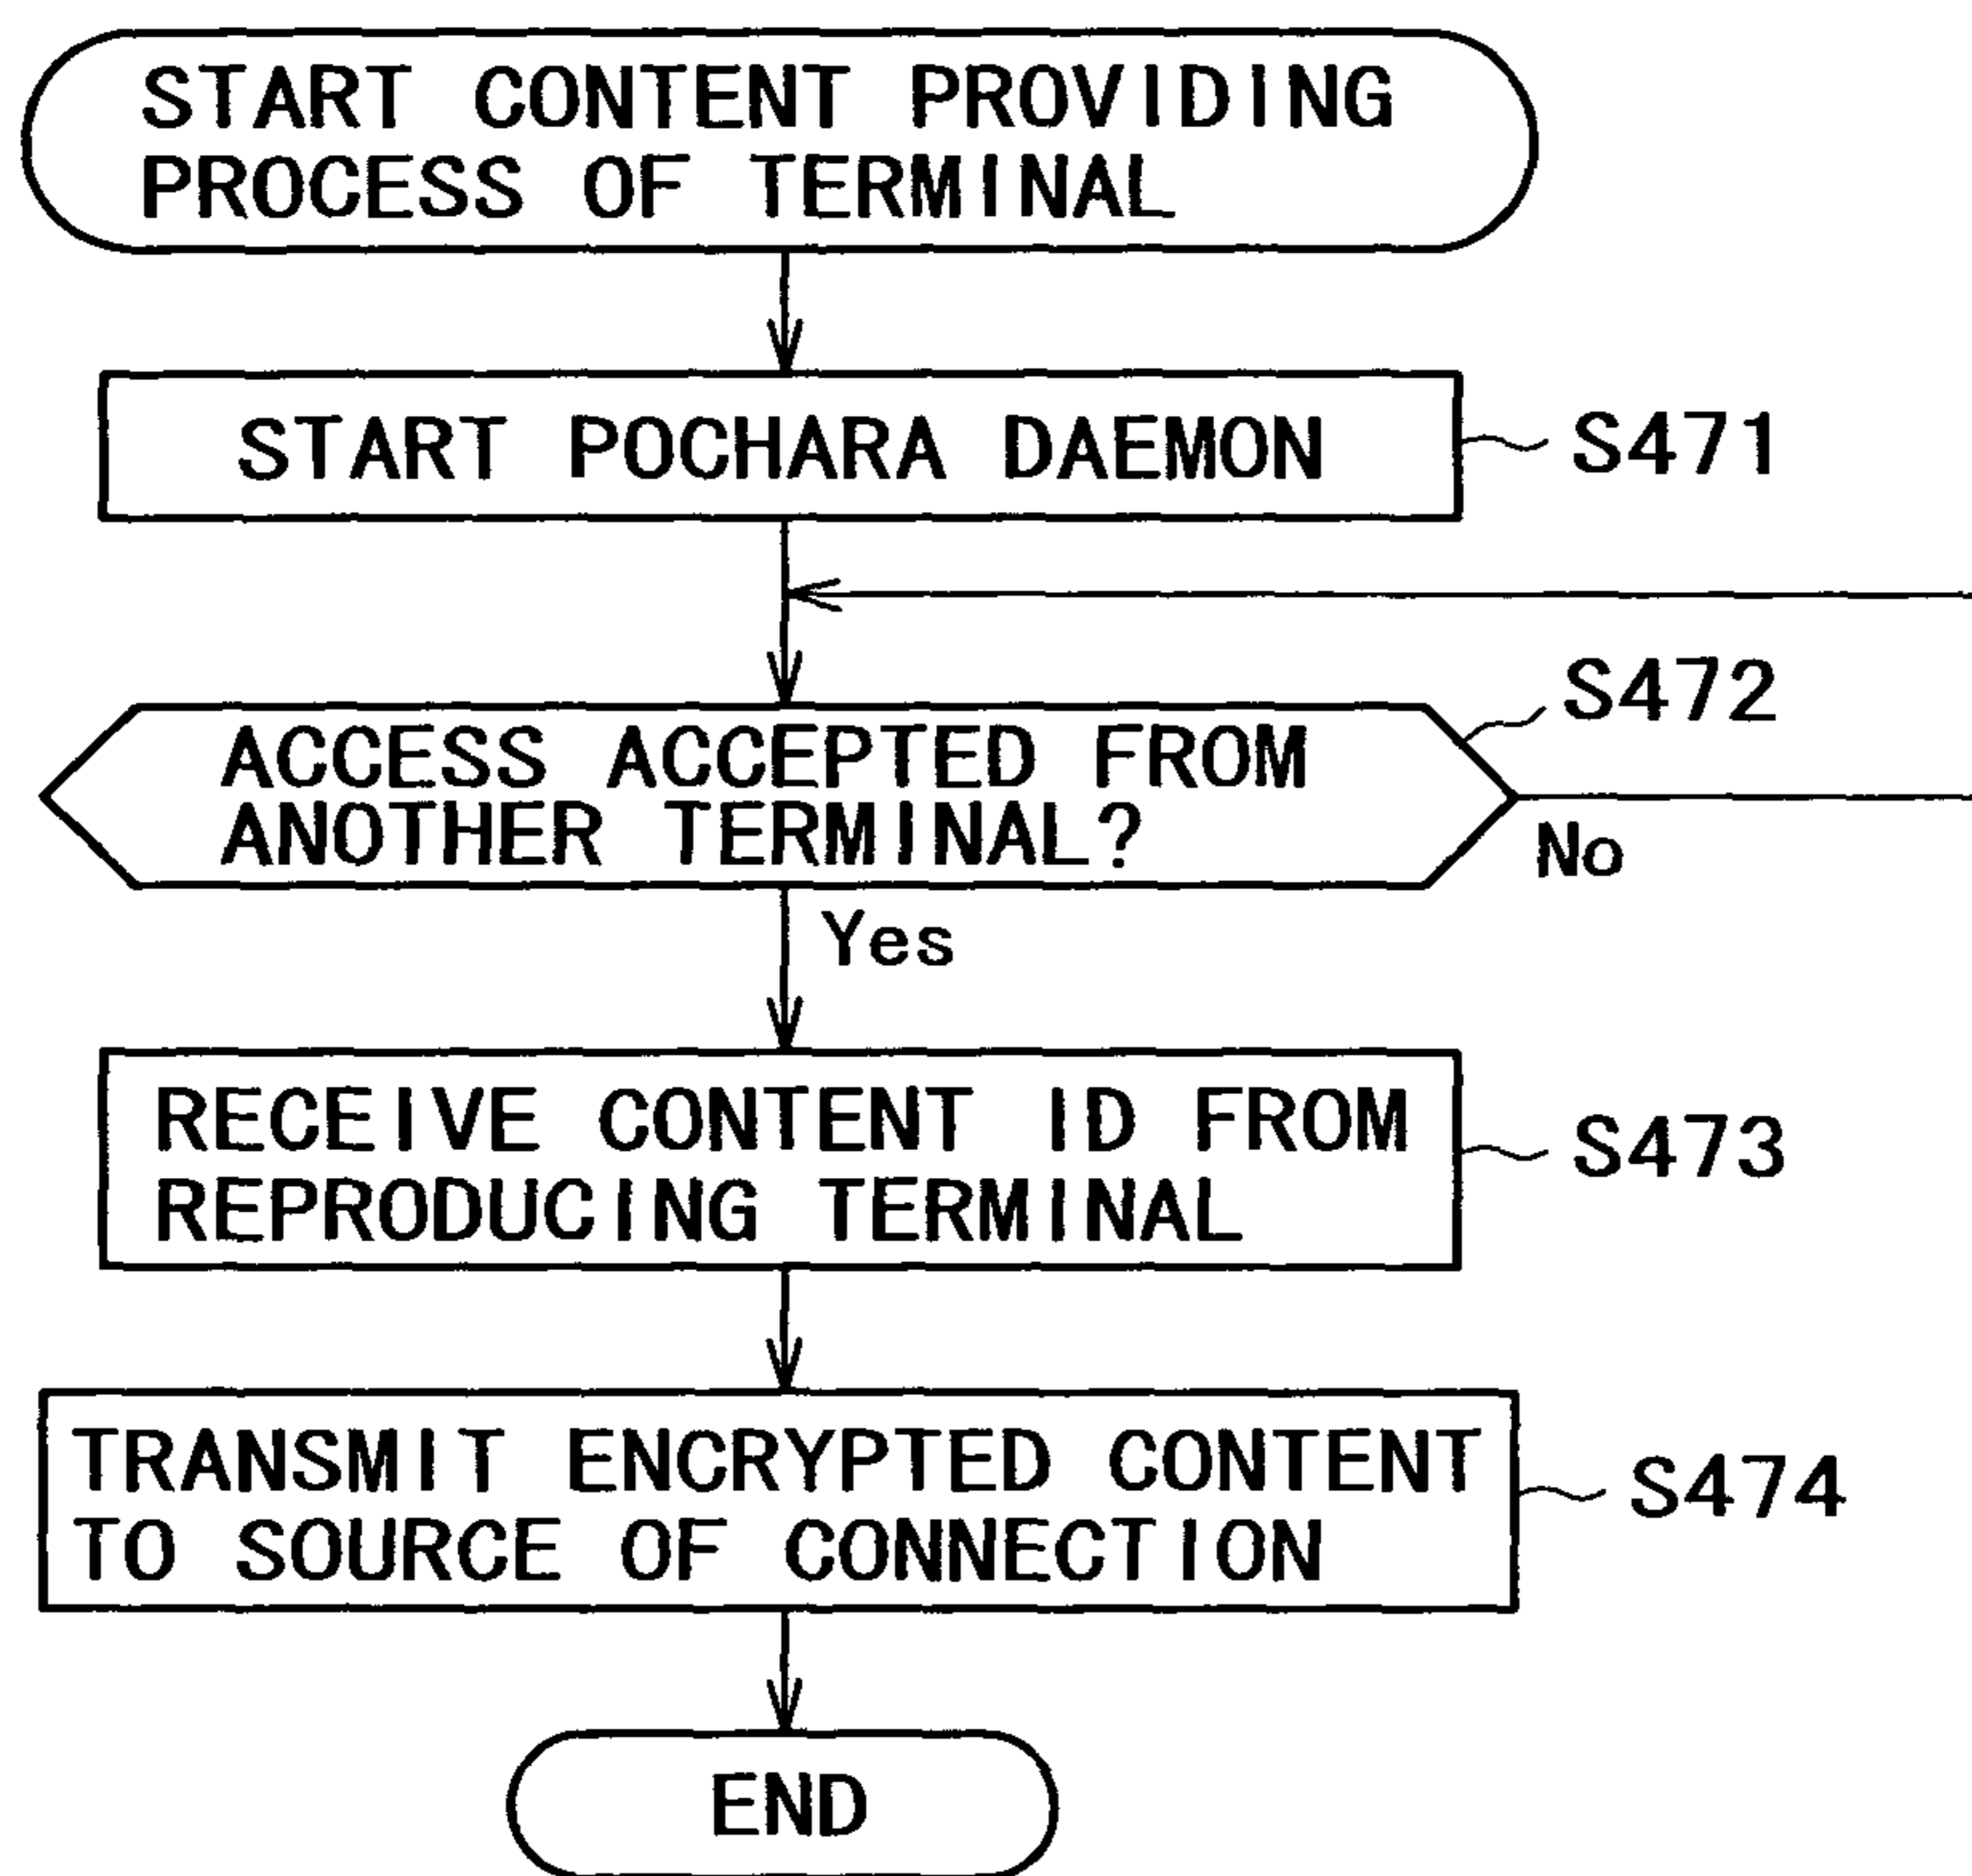 START CONTENT PROVIDING
PROCESS OF TERMINAL
START POCHARA DAEMON
S471
S472
ACCESS ACCEPTED FROM
ANOTHER TERMINAL?
No
Yes
RECEIVE CONTENT ID FROM
REPRODUCING TERMINAL
S473
TRANSMIT ENCRYPTED CONTENT
TO SOURCE OF CONNECTION
S474
END